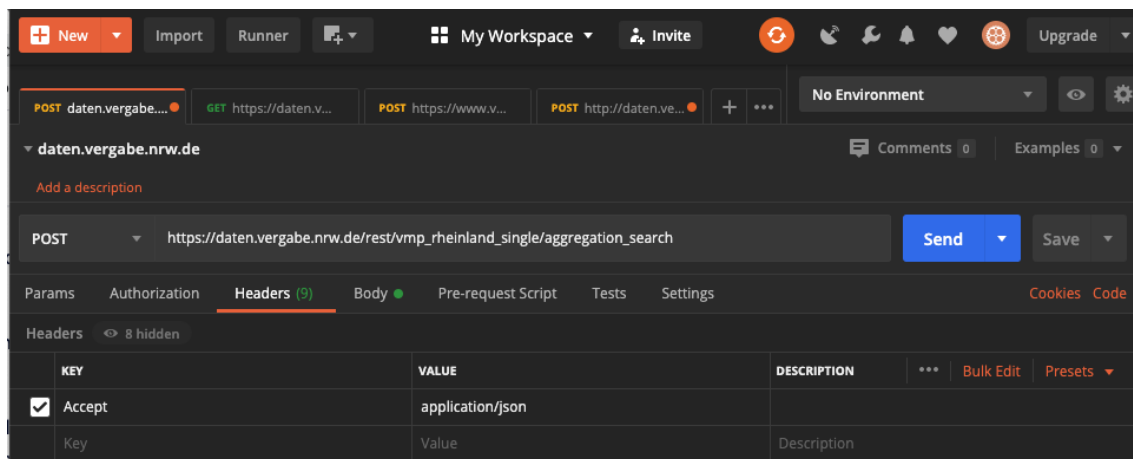 New Import Runner My Workspace Invite Upgrade
POST daten.vergabe.... GET https://daten.v... POST https://www.v... POST http://daten.ve... No Environment
daten.vergabe.nrw.de Comments 0 Examples 0
Add a description
POST https://daten.vergabe.nrw.de/rest/vmp_rheinland_single/aggregation_search Send Save
Params Authorization Headers (9) Body Pre-request Script Tests Settings Cookies Code
Headers 8 hidden
KEY VALUE DESCRIPTION Bulk Edit Presets
Accept application/json
Key Value Description